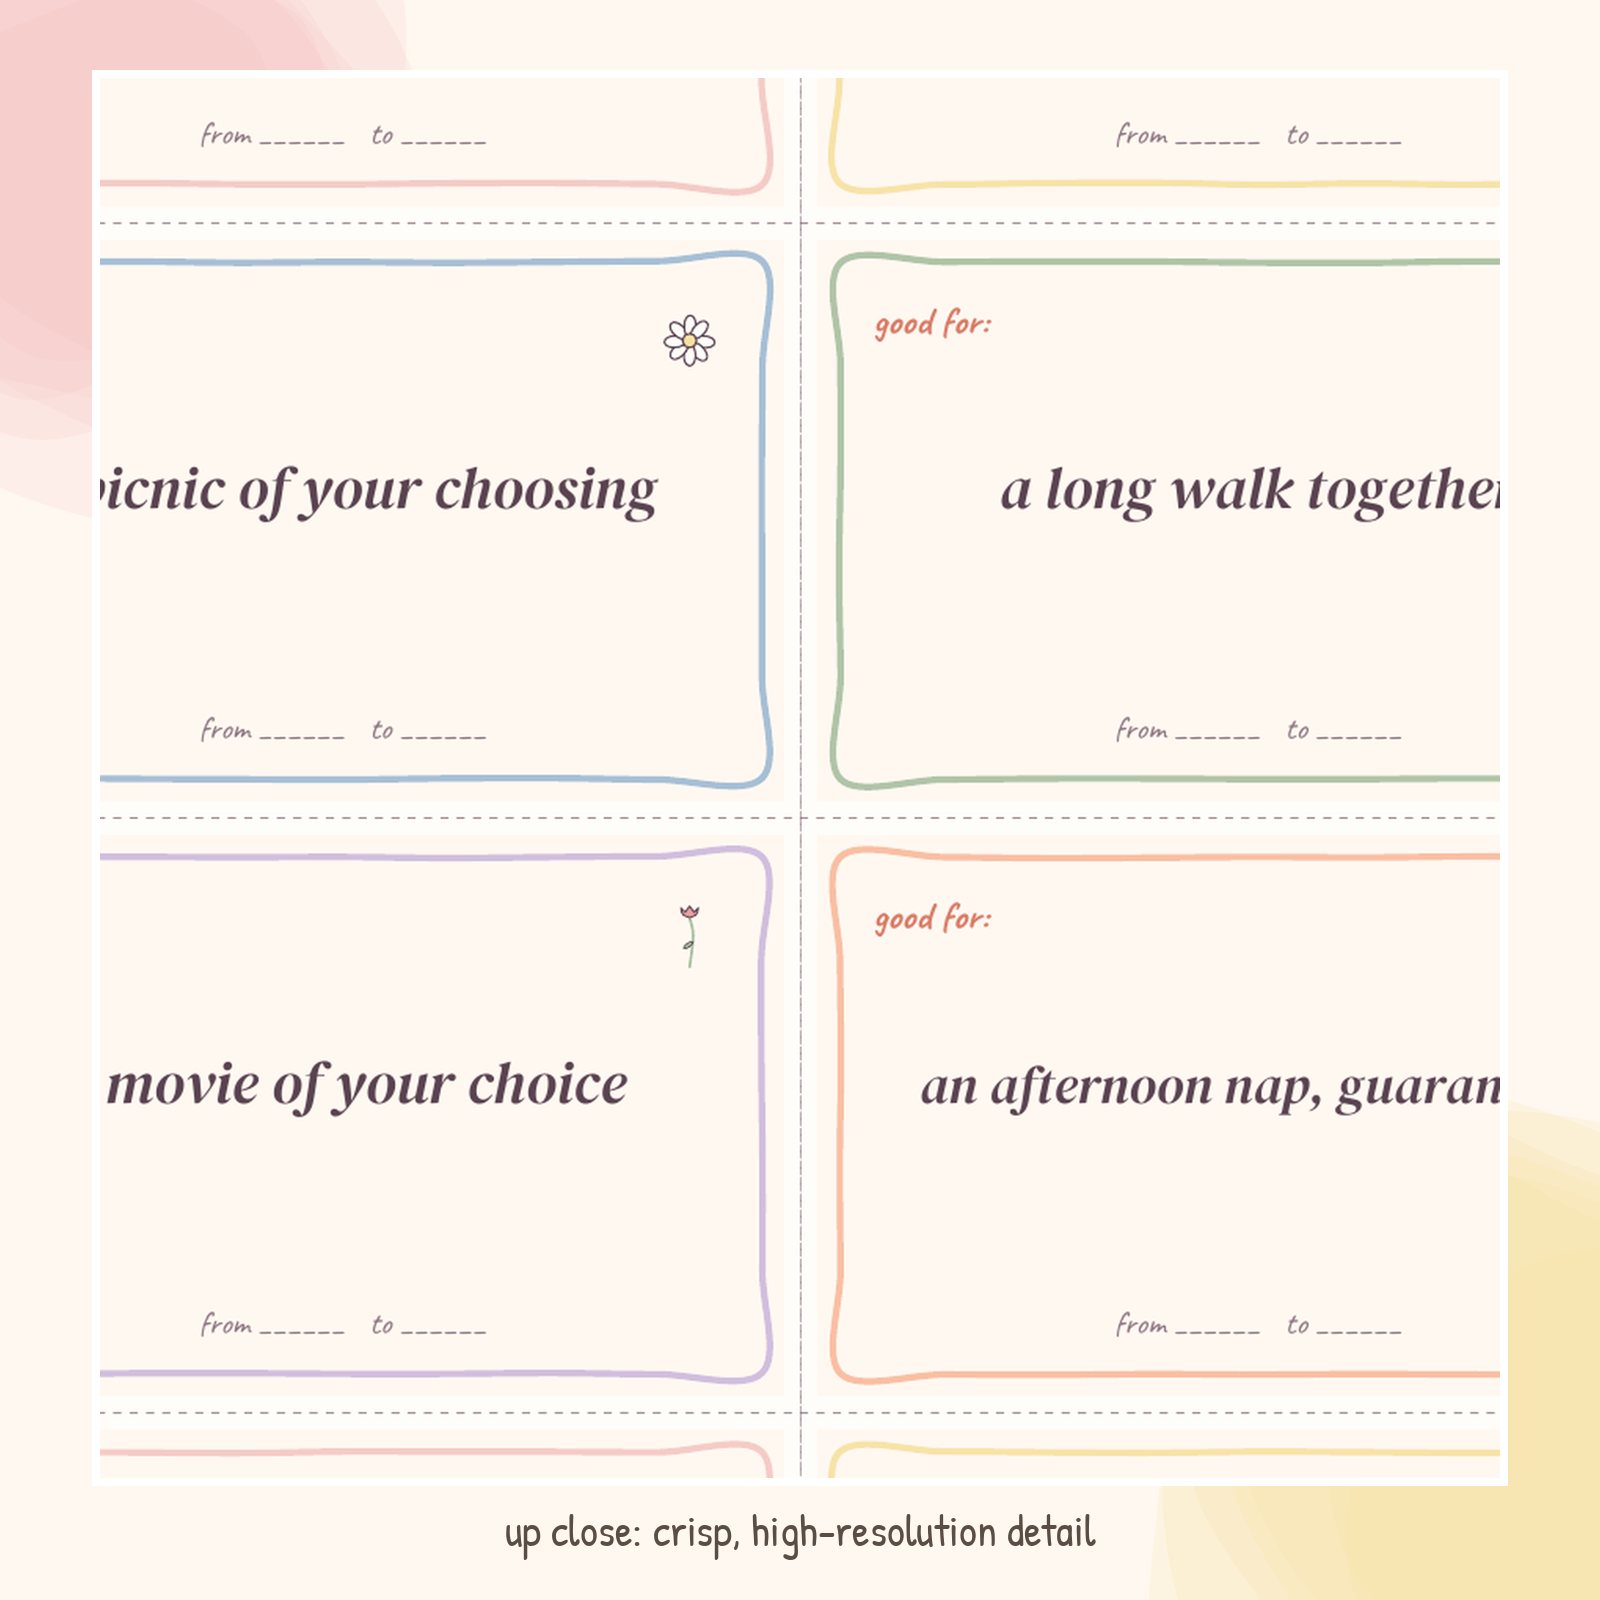 from ______ to ______
from ______ to ______
good for:
picnic of your choosing
a long walk together
from ______ to ______
from ______ to ______
good for:
movie of your choice
an afternoon nap, guaran
from ______ to ______
from ______ to ______
up close: crisp, high-resolution detail